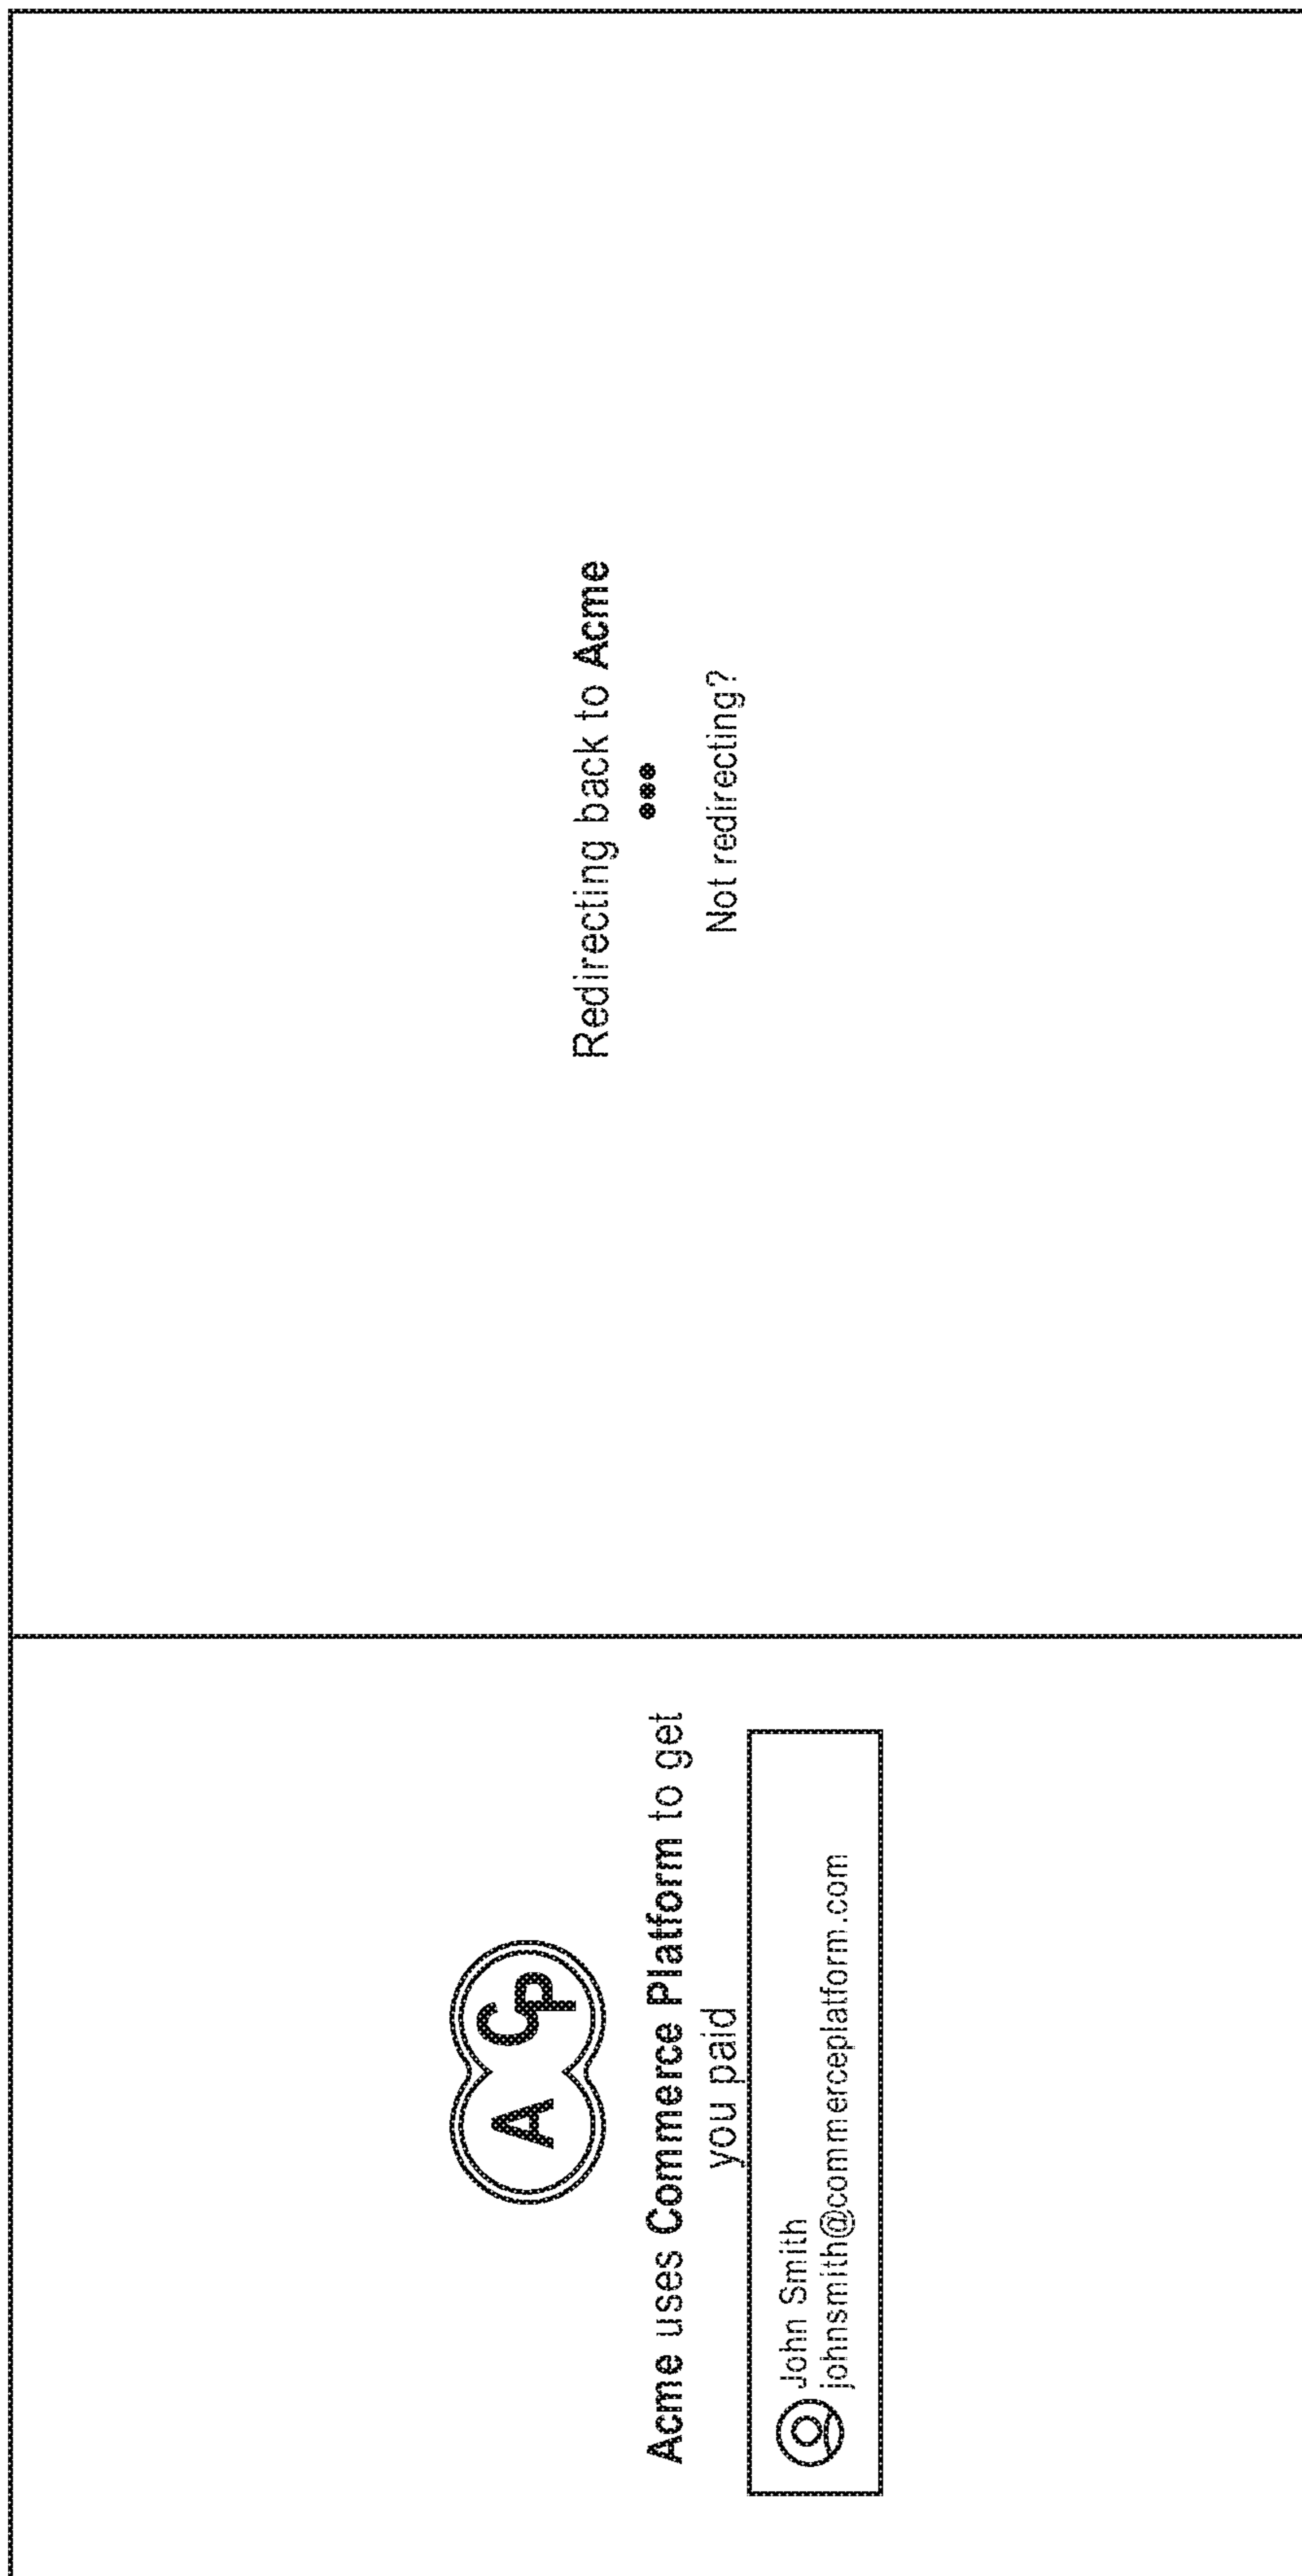 A CP
Acme uses Commerce Platform to get
you paid
John Smith
johnsmith@commerceplatform.com
Redirecting back to Acme
Not redirecting?